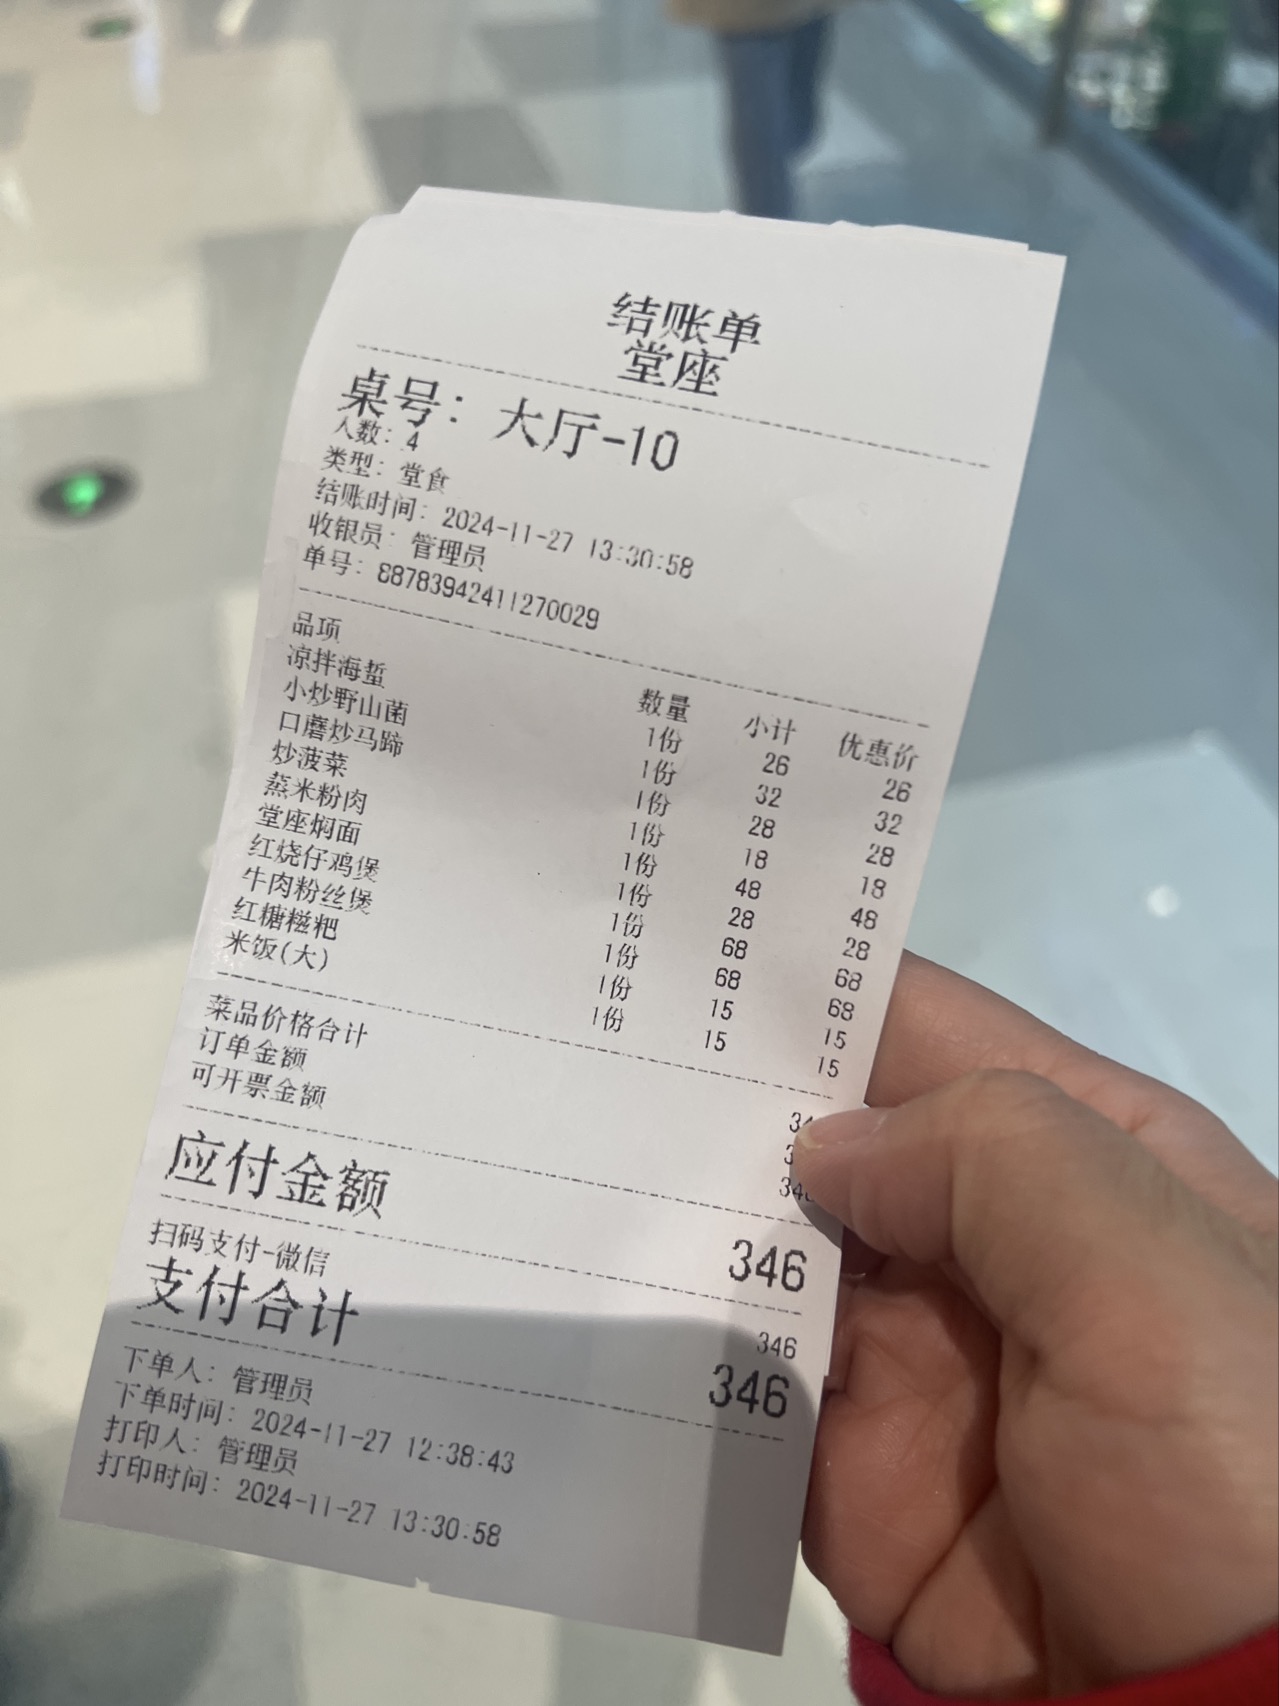 结账单
堂座
桌号：大厅-10
人数：4
类型：堂食
结账时间：2024-11-27 13:30:58
收银员：管理员
单号：88783942411270029
品项 数量 小计 优惠价
凉拌海蜇 1份 26 26
小炒野山菌 1份 32 32
口蘑炒马蹄 1份 28 28
炒菠菜 1份 18 18
蒸米粉肉 1份 48 48
堂座焖面 1份 28 28
红烧仔鸡煲 1份 68 68
牛肉粉丝煲 1份 68 68
红糖糍粑 1份 15 15
米饭(大) 1份 15 15
菜品价格合计
订单金额
可开票金额
应付金额 346
扫码支付-微信 346
支付合计 346
下单人：管理员
下单时间：2024-11-27 12:38:43
打印人：管理员
打印时间：2024-11-27 13:30:58